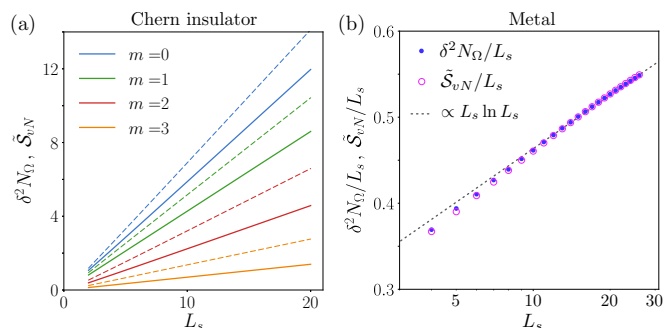 (a) Chern insulator
δ²N_Ω, S̃_vN
12
8
4
0
m =0
m =1
m =2
m =3
0 10 20
L_s
(b) Metal
δ²N_Ω/L_s, S̃_vN/L_s
0.6
0.5
0.4
0.3
δ²N_Ω/L_s
S̃_vN/L_s
∝ L_s ln L_s
5 10 20 30
L_s